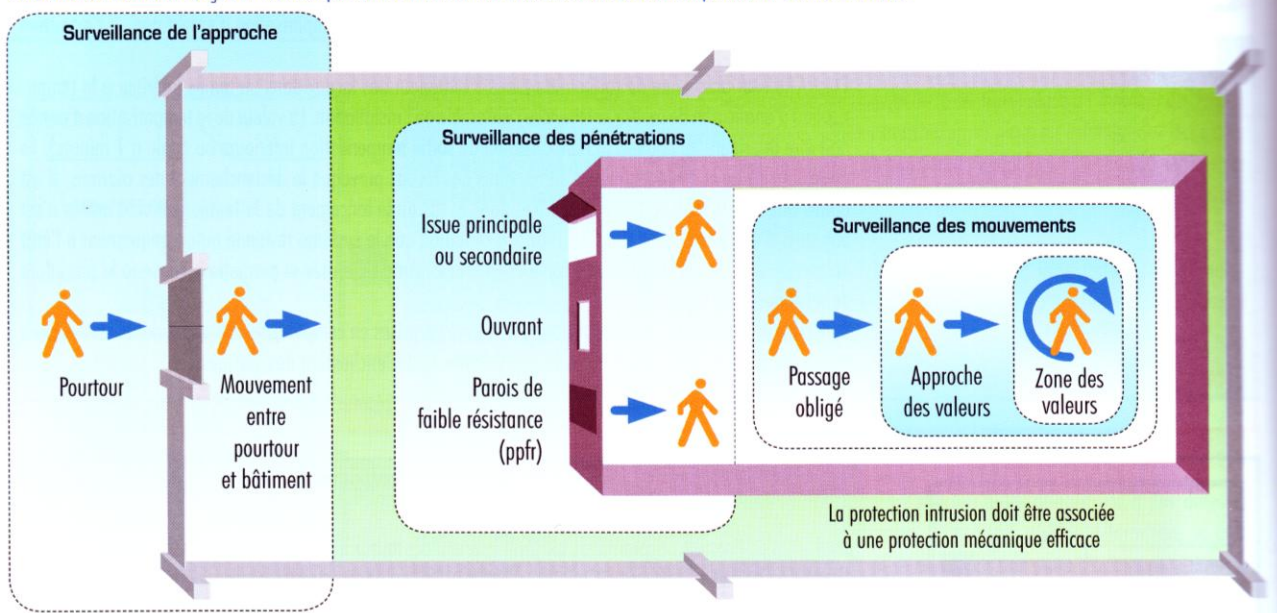 Surveillance de l'approche
Pourtour
Mouvement
entre
pourtour
et bâtiment
Surveillance des pénétrations
Issue principale
ou secondaire
Ouvrant
Parois de
faible résistance
(ppfr)
Surveillance des mouvements
Passage
obligé
Approche
des valeurs
Zone des
valeurs
La protection intrusion doit être associée
à une protection mécanique efficace